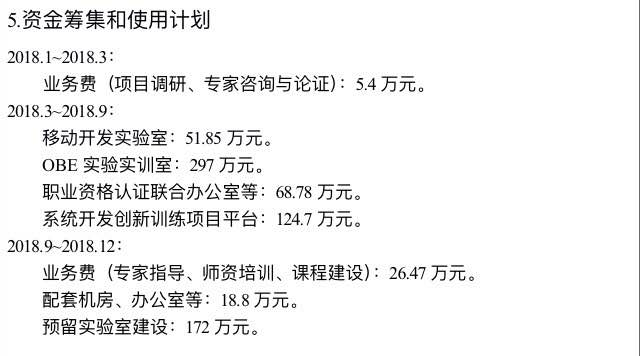 5.资金筹集和使用计划
2018.1~2018.3：
业务费（项目调研、专家咨询与论证）：5.4 万元。
2018.3~2018.9：
移动开发实验室：51.85 万元。
OBE 实验实训室：297 万元。
职业资格认证联合办公室等：68.78 万元。
系统开发创新训练项目平台：124.7 万元。
2018.9~2018.12：
业务费（专家指导、师资培训、课程建设）：26.47 万元。
配套机房、办公室等：18.8 万元。
预留实验室建设：172 万元。